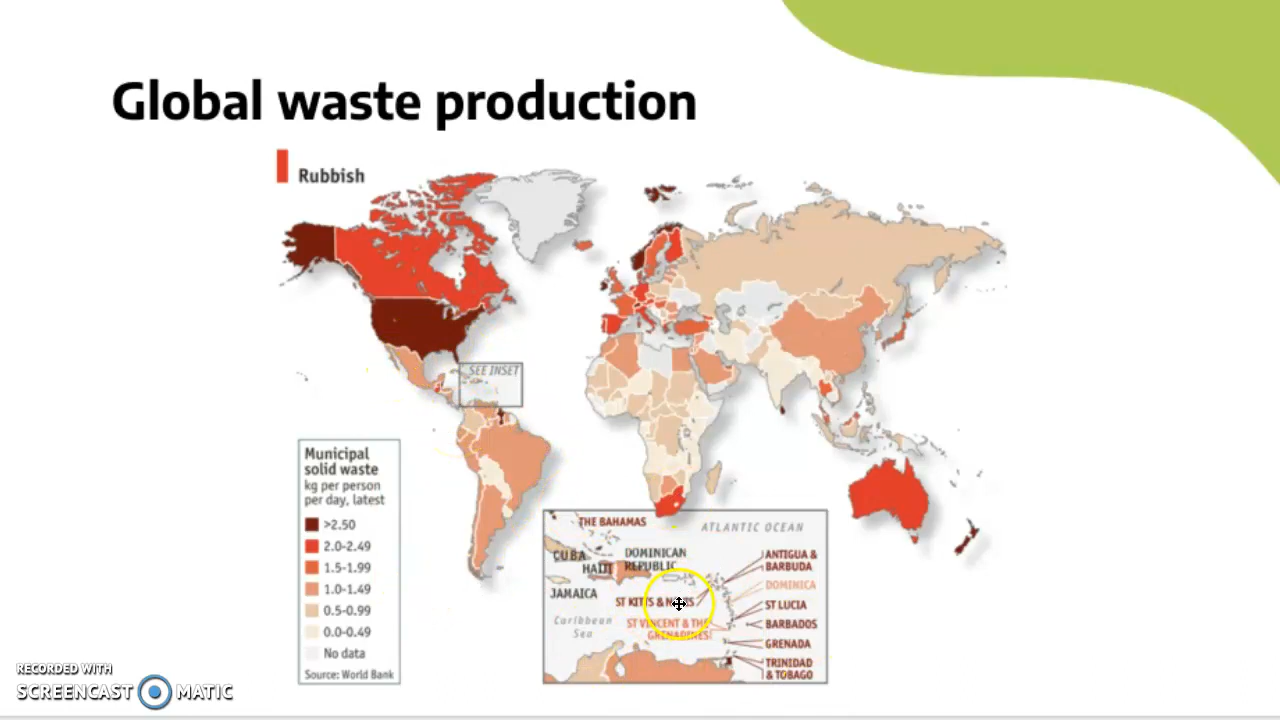 Global waste production
Rubbish
SEE INSET
Municipal
solid waste
kg per person
per day, latest
>2.50
2.0-2.49
1.5-1.99
1.0-1.49
0.5-0.99
0.0-0.49
No data
Source: World Bank
THE BAHAMAS
ATLANTIC OCEAN
CUBA
HAITI
DOMINICAN
REPUBLIC
JAMAICA
ST KITTS & NEVIS
Caribbean
Sea
ST VINCENT & THE
GRENADINES
ANTIGUA &
BARBUDA
DOMINICA
ST LUCIA
BARBADOS
GRENADA
TRINIDAD
& TOBAGO
RECORDED WITH
SCREENCAST MATIC